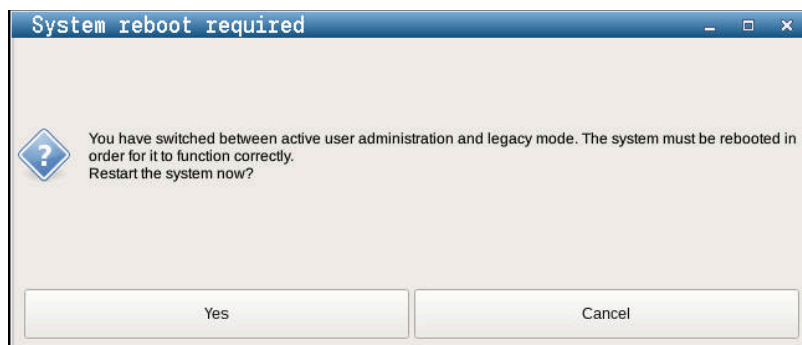 System reboot required
You have switched between active user administration and legacy mode. The system must be rebooted in
order for it to function correctly.
Restart the system now?
Yes
Cancel